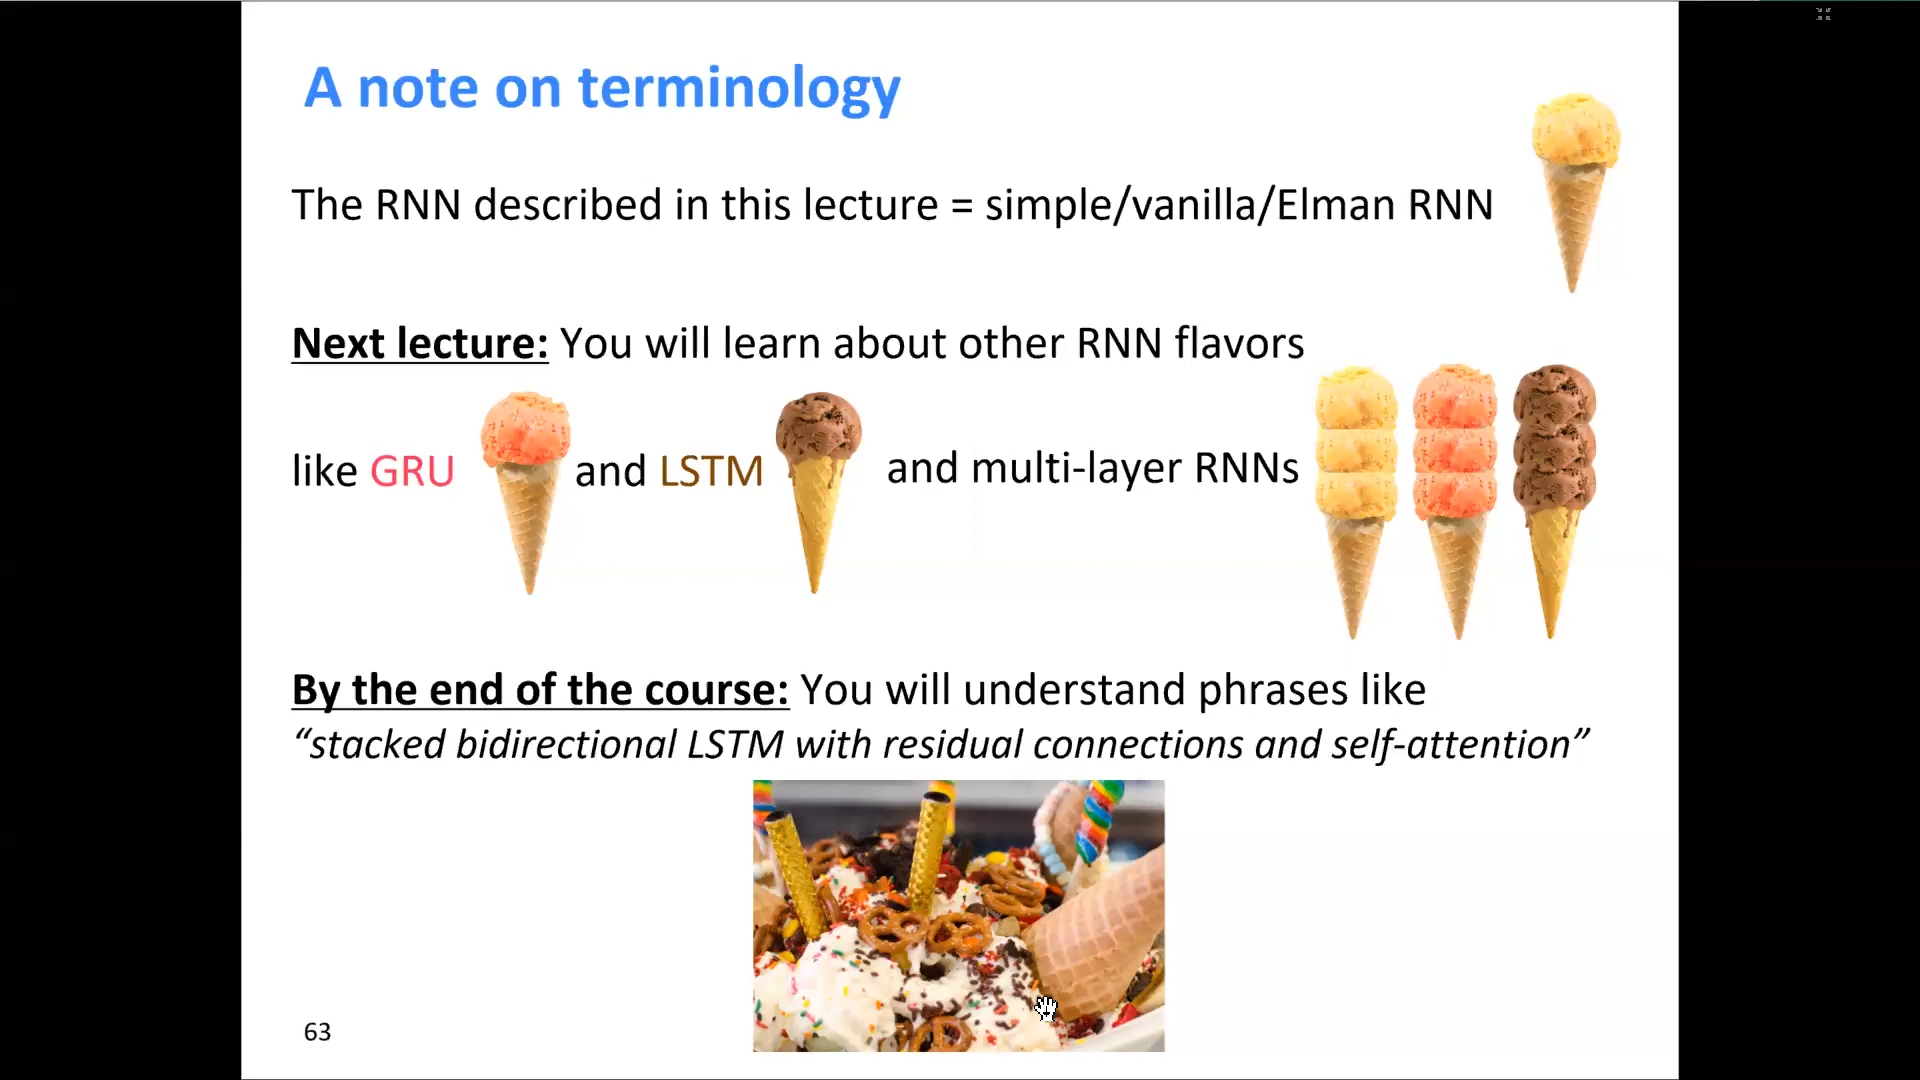 A note on terminology
The RNN described in this lecture = simple/vanilla/Elman RNN
Next lecture: You will learn about other RNN flavors
like GRU and LSTM and multi-layer RNNs
By the end of the course: You will understand phrases like
“stacked bidirectional LSTM with residual connections and self-attention”
63